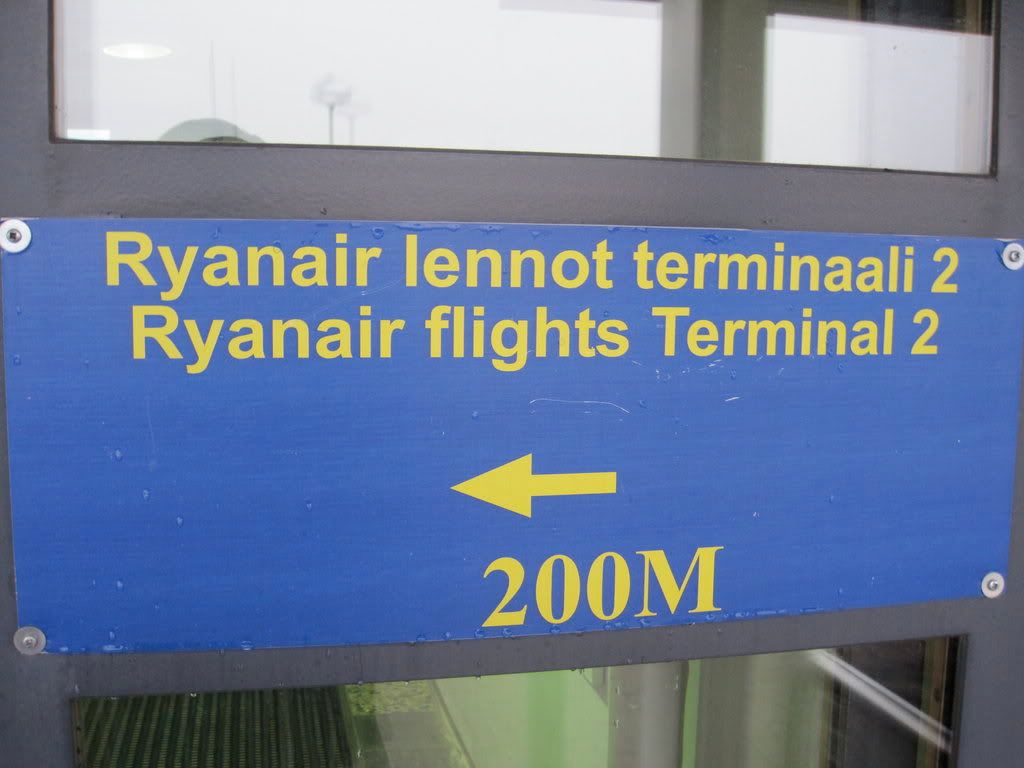 Ryanair lennot terminaali 2
Ryanair flights Terminal 2
200M